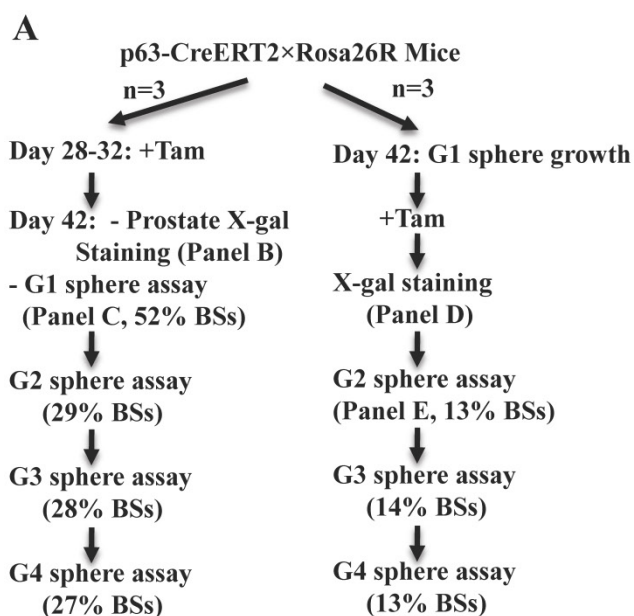 A
p63-CreERT2×Rosa26R Mice
n=3
n=3
Day 28-32: +Tam
Day 42:  - Prostate X-gal
Staining (Panel B)
- G1 sphere assay
(Panel C, 52% BSs)
G2 sphere assay
(29% BSs)
G3 sphere assay
(28% BSs)
G4 sphere assay
(27% BSs)
Day 42: G1 sphere growth
+Tam
X-gal staining
(Panel D)
G2 sphere assay
(Panel E, 13% BSs)
G3 sphere assay
(14% BSs)
G4 sphere assay
(13% BSs)